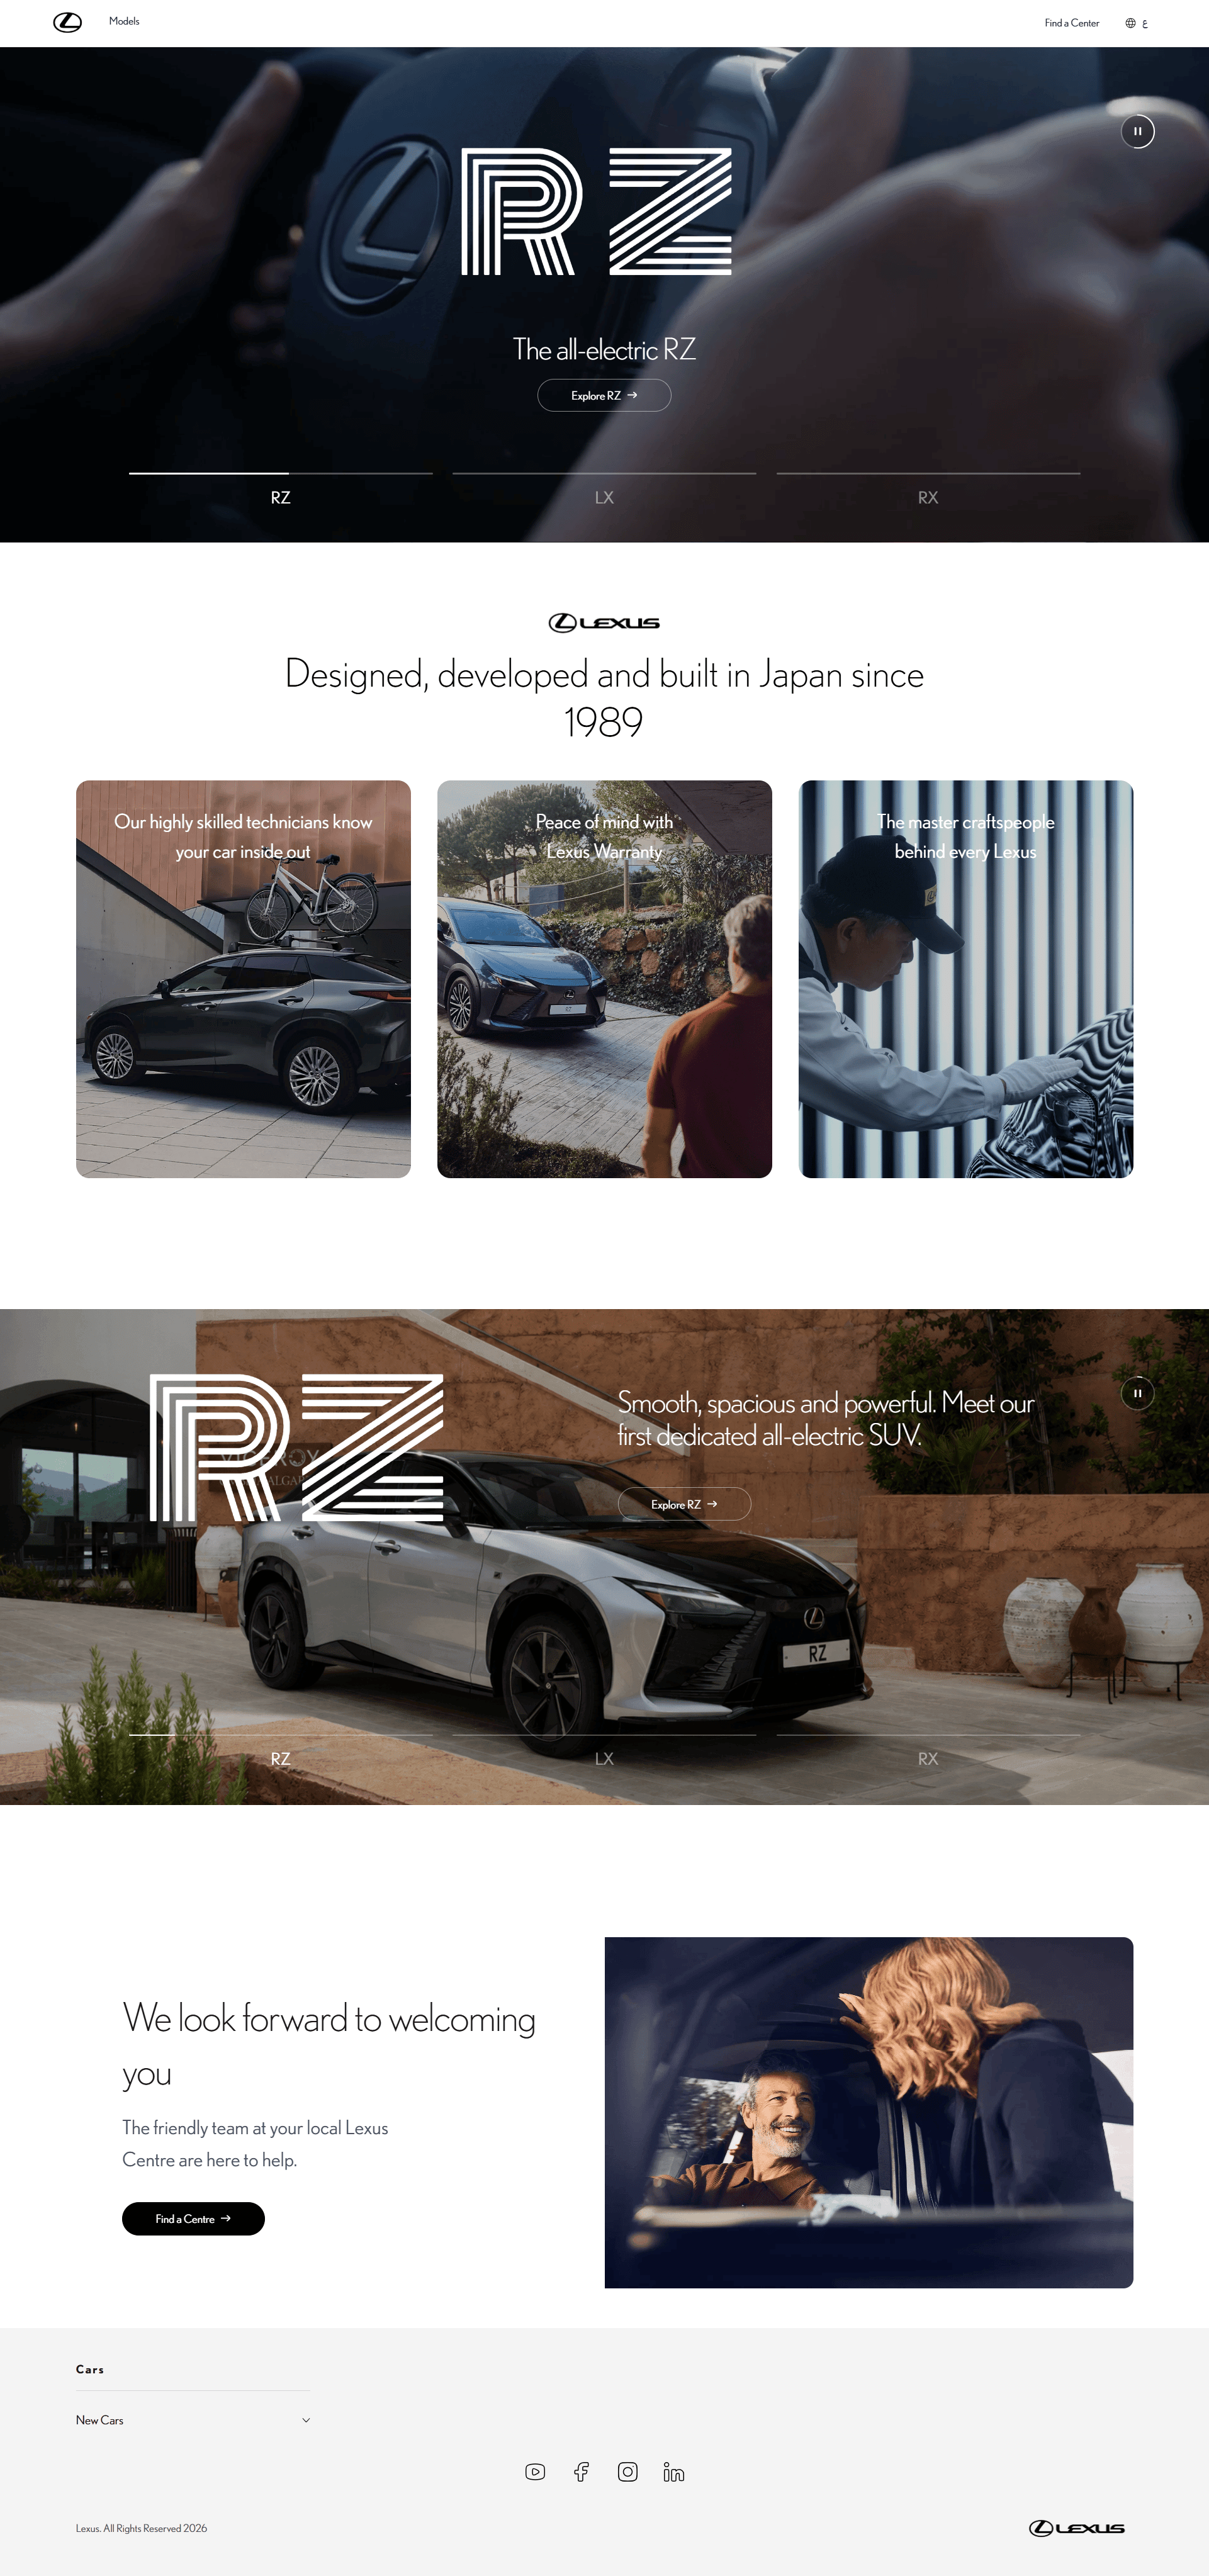 Models
Find a Center
ع
RZ
The all-electric RZ
Explore RZ
RZ
LX
RX
LEXUS
Designed, developed and built in Japan since
1989
Our highly skilled technicians know
your car inside out
Peace of mind with
Lexus Warranty
The master craftspeople
behind every Lexus
RZ
Smooth, spacious and powerful. Meet our
first dedicated all-electric SUV.
Explore RZ
RZ
RZ
LX
RX
We look forward to welcoming
you
The friendly team at your local Lexus
Centre are here to help.
Find a Centre
Cars
New Cars
Lexus. All Rights Reserved 2026
LEXUS